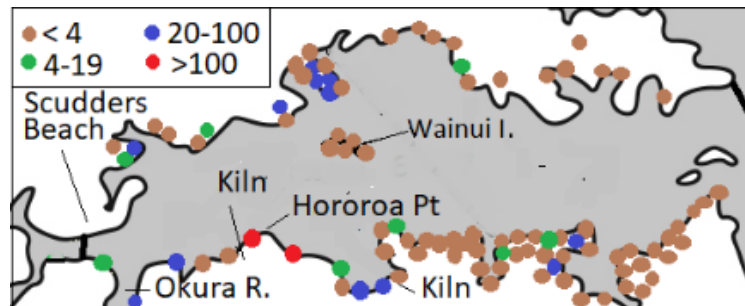 < 4 20-100
4-19 >100
Scudders
Beach
Wainui I.
Kiln
Hororoa Pt
Okura R.
Kiln